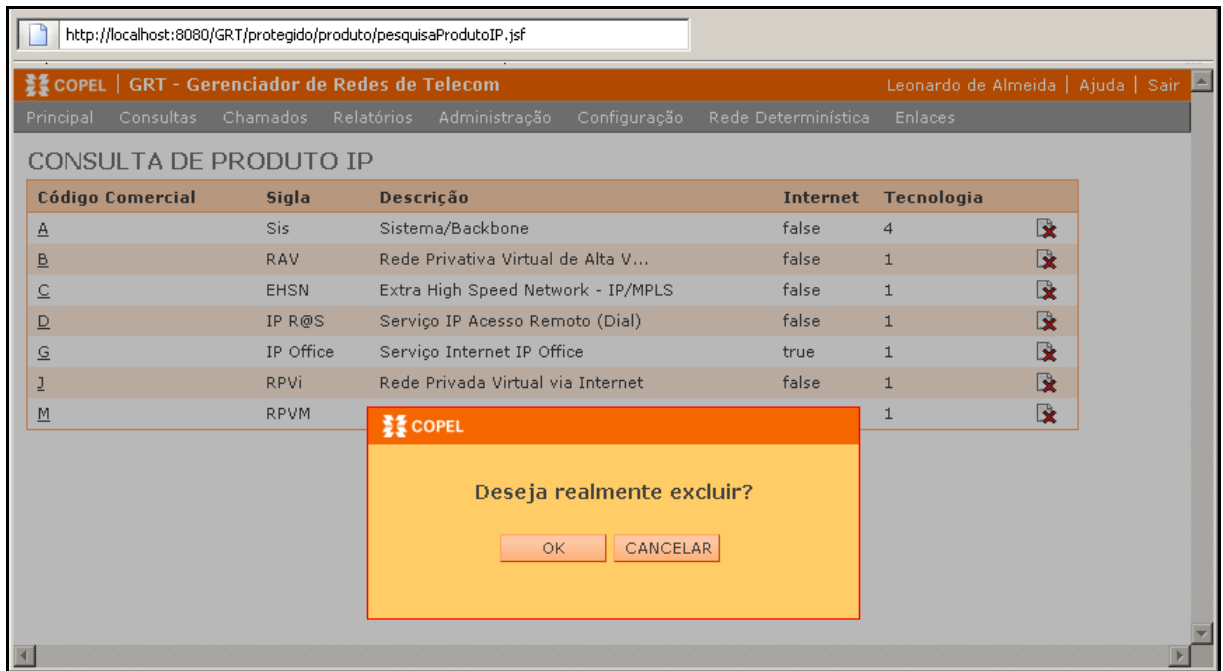 http://localhost:8080/GRT/protegido/produto/pesquisaProdutoIP.jsf
COPEL | GRT - Gerenciador de Redes de Telecom Leonardo de Almeida | Ajuda | Sair
Principal Consultas Chamados Relatórios Administração Configuração Rede Determinística Enlaces
CONSULTA DE PRODUTO IP
Código Comercial Sigla Descrição Internet Tecnologia
A Sis Sistema/Backbone false 4
B RAV Rede Privativa Virtual de Alta V... false 1
C EHSN Extra High Speed Network - IP/MPLS false 1
D IP R@S Serviço IP Acesso Remoto (Dial) false 1
G IP Office Serviço Internet IP Office true 1
J RPVi Rede Privada Virtual via Internet false 1
M RPVM 1
COPEL
Deseja realmente excluir?
OK CANCELAR